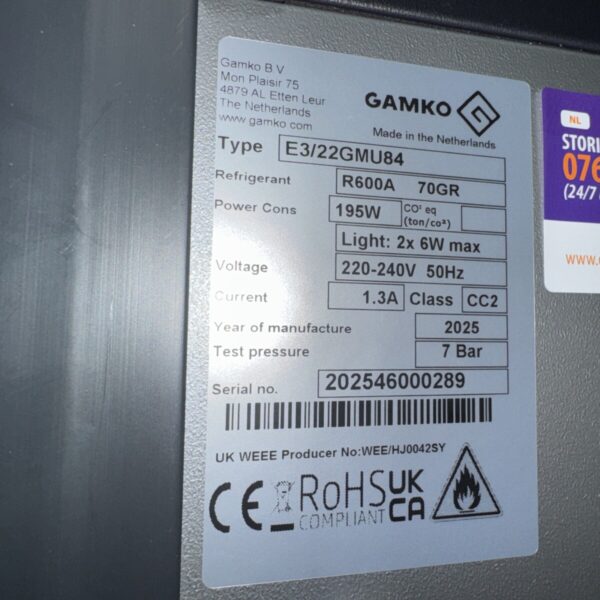 Gamko B V
Mon Plaisir 75
4879 AL Etten Leur
The Netherlands
www.gamko.com
GAMKO
Made in the Netherlands
Type E3/22GMU84
Refrigerant R600A 70GR
Power Cons 195W CO² eq (ton/co²)
Light: 2x 6W max
Voltage 220-240V 50Hz
Current 1.3A Class CC2
Year of manufacture 2025
Test pressure 7 Bar
Serial no. 202546000289
UK WEEE Producer No:WEE/HJ0042SY
CE RoHS COMPLIANT UK CA
NL
STORI
076
(24/7
www.